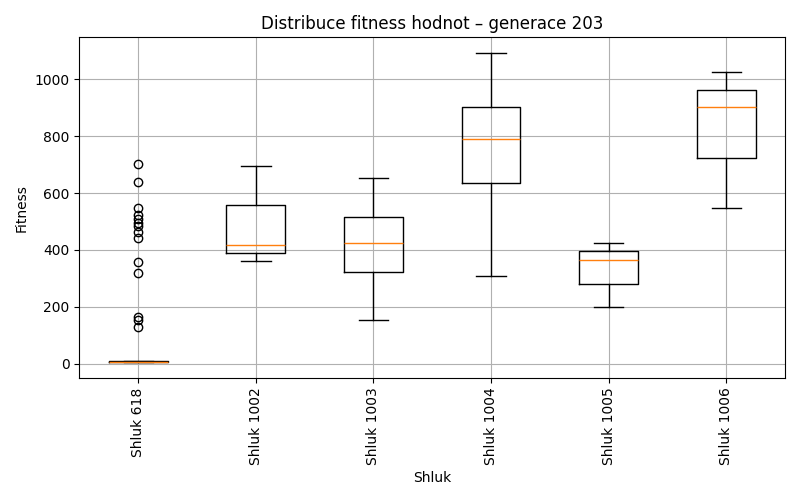 Distribuce fitness hodnot – generace 203
Fitness
1000
800
600
400
200
0
Shluk 618
Shluk 1002
Shluk 1003
Shluk 1004
Shluk 1005
Shluk 1006
Shluk